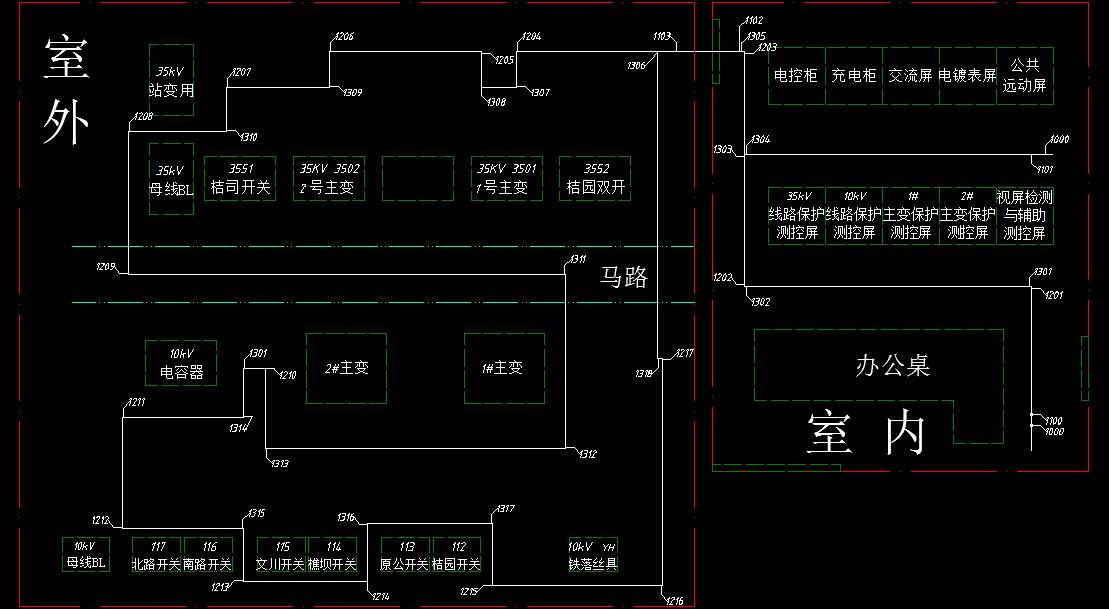 室
外
35kV
站变用
1208
1207
1310
1206
1309
1205
1308
1204
1307
1103
1306
35kV
母线BL
3551
桔司开关
35KV 3502
2号主变
35KV 3501
1号主变
3552
桔园双开
1209
1311
马路
10kV
电容器
1301
1210
2#主变
1#主变
1217
1318
1211
1314
1313
1312
1212
1315
1316
1317
10kV
母线BL
117
北路开关
116
南路开关
115
文川开关
114
樵坝开关
113
原公开关
112
桔园开关
10kV YH
铁落丝具
1213
1214
1215
1216
1102
1305
1203
电控柜
充电柜
交流屏
电镀表屏
公共
远动屏
1303
1304
1000
1101
35kV
线路保护
测控屏
10kV
线路保护
测控屏
1#
主变保护
测控屏
2#
主变保护
测控屏
视屏检测
与辅助
测控屏
1202
1302
1301
1201
办公桌
室内
1100
1000